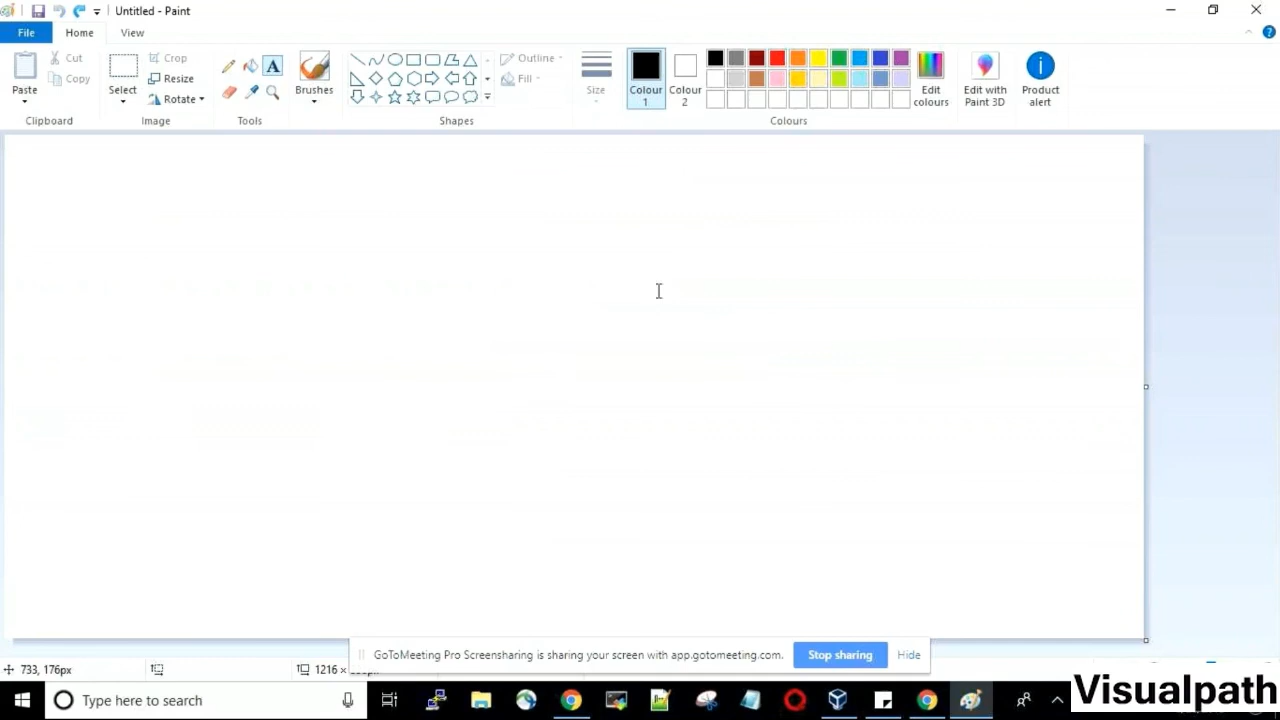 Untitled - Paint
File
Home
View
Paste
Cut
Copy
Clipboard
Select
Crop
Resize
Rotate
Image
A
Tools
Brushes
Shapes
Outline
Fill
Size
Colour 1
Colour 2
Edit colours
Colours
Edit with Paint 3D
Product alert
733, 176px
1216 ×
GoToMeeting Pro Screensharing is sharing your screen with app.gotomeeting.com.
Stop sharing
Hide
Type here to search
Visualpath